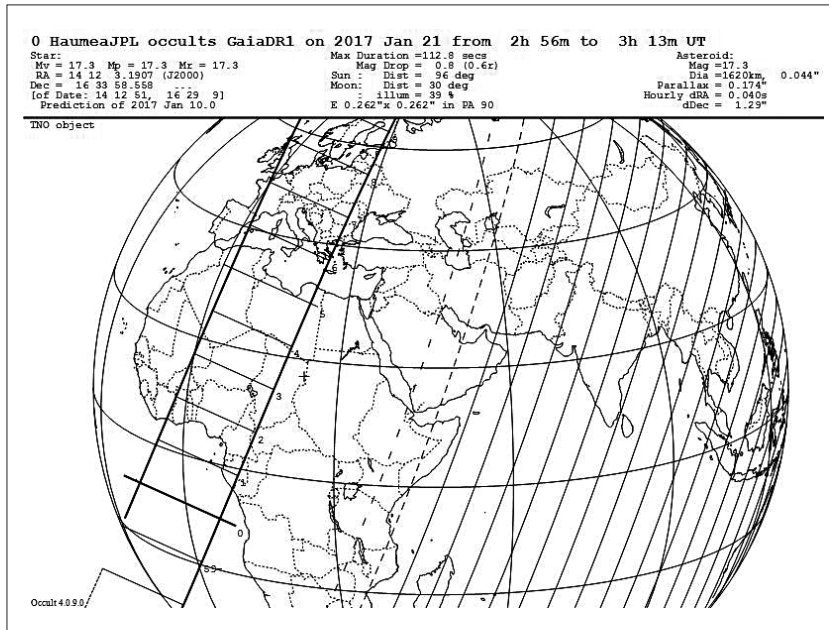 0 HaumeaJPL occults GaiaDR1 on 2017 Jan 21 from  2h 56m to  3h 13m UT
Star:
Mv = 17.3  Mp = 17.3  Mr = 17.3
RA = 14 12  3.1907 (J2000)
Dec =  16 33 58.558  ...
[of Date: 14 12 51,  16 29  9]
Prediction of 2017 Jan 10.0
Max Duration =112.8 secs
Mag Drop =  0.8 (0.6r)
Sun :   Dist =  96 deg
Moon:   Dist =  30 deg
:  illum = 39 %
E 0.262"x 0.262" in PA 90
Asteroid:
Mag =17.3
Dia =1620km,  0.044"
Parallax = 0.174"
Hourly dRA = 0.040s
dDec =  1.29"
TNO object
4
3
2
1
0
59
Occult 4.0.9.0